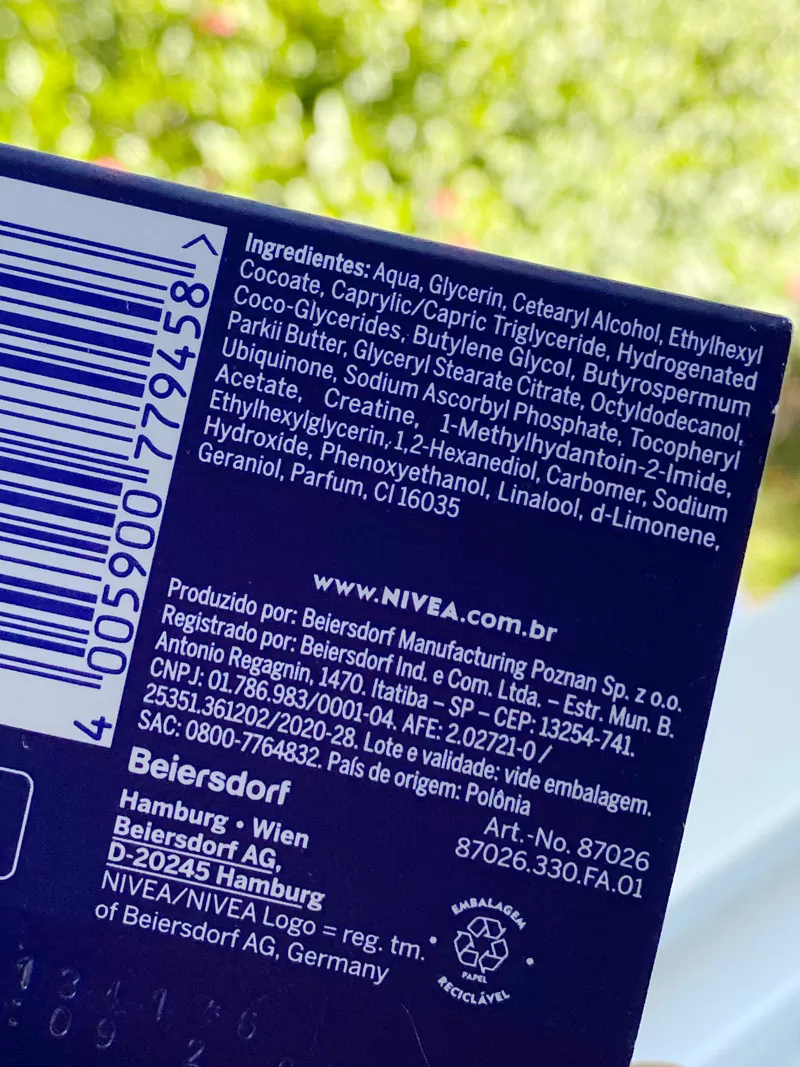 Ingredientes: Aqua, Glycerin, Cetearyl Alcohol, Ethylhexyl
Cocoate, Caprylic/Capric Triglyceride, Hydrogenated
Coco-Glycerides, Butylene Glycol, Butyrospermum
Parkii Butter, Glyceryl Stearate Citrate, Octyldodecanol,
Ubiquinone, Sodium Ascorbyl Phosphate, Tocopheryl
Acetate, Creatine, 1-Methylhydantoin-2-Imide,
Ethylhexylglycerin, 1,2-Hexanediol, Carbomer, Sodium
Hydroxide, Phenoxyethanol, Linalool, d-Limonene,
Geraniol, Parfum, CI 16035
4 005900 779458 >
www.NIVEA.com.br
Produzido por: Beiersdorf Manufacturing Poznan Sp. z o.o.
Registrado por: Beiersdorf Ind. e Com. Ltda. – Estr. Mun. B.
Antonio Regagnin, 1470. Itatiba – SP – CEP: 13254-741.
CNPJ: 01.786.983/0001-04. AFE: 2.02721-0 /
25351.361202/2020-28. Lote e validade: vide embalagem.
SAC: 0800-7764832. País de origem: Polônia
Art.-No. 87026
87026.330.FA.01
Beiersdorf
Hamburg • Wien
Beiersdorf AG,
D-20245 Hamburg
NIVEA/NIVEA Logo = reg. tm.
of Beiersdorf AG, Germany
EMBALAGEM
PAPEL
RECICLÁVEL